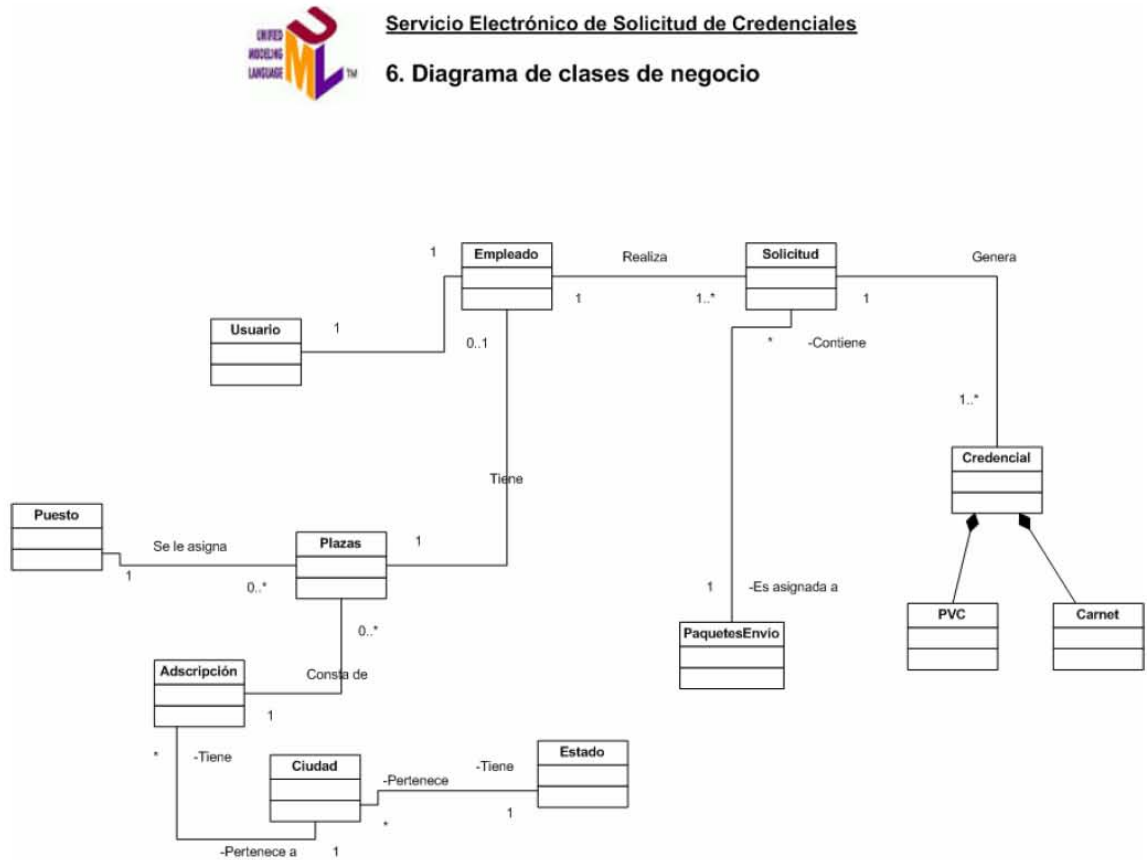 UNIFIED
MODELING
LANGUAGE
UML TM
Servicio Electrónico de Solicitud de Credenciales
6. Diagrama de clases de negocio
1
Empleado
Realiza
Solicitud
Genera
1
1..*
1
Usuario
1
0..1
*
-Contiene
1..*
Credencial
Tiene
Puesto
Se le asigna
Plazas
1
1
0..*
1
-Es asignada a
PVC
Carnet
PaquetesEnvio
0..*
Adscripción
Consta de
1
*
-Tiene
Ciudad
-Pertenece
-Tiene
Estado
*
1
-Pertenece a
1